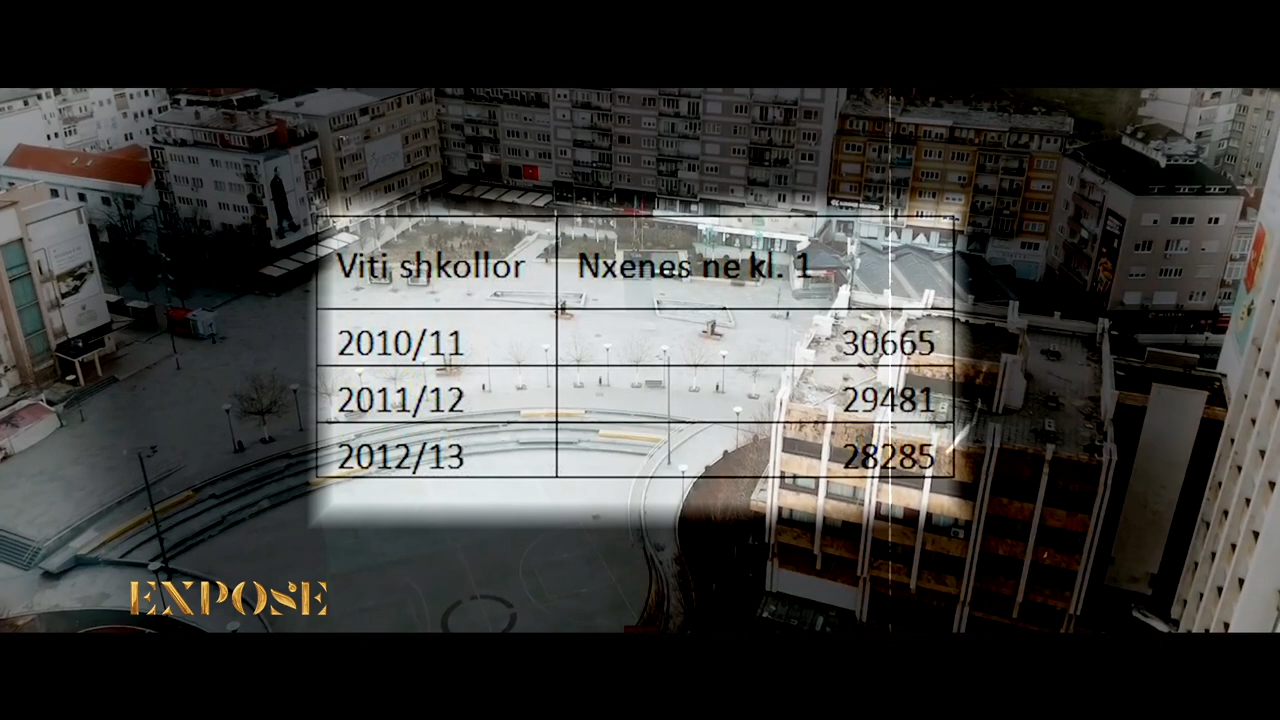 Viti shkollor Nxenes ne kl. 1
2010/11 30665
2011/12 29481
2012/13 28285
EXPOSE